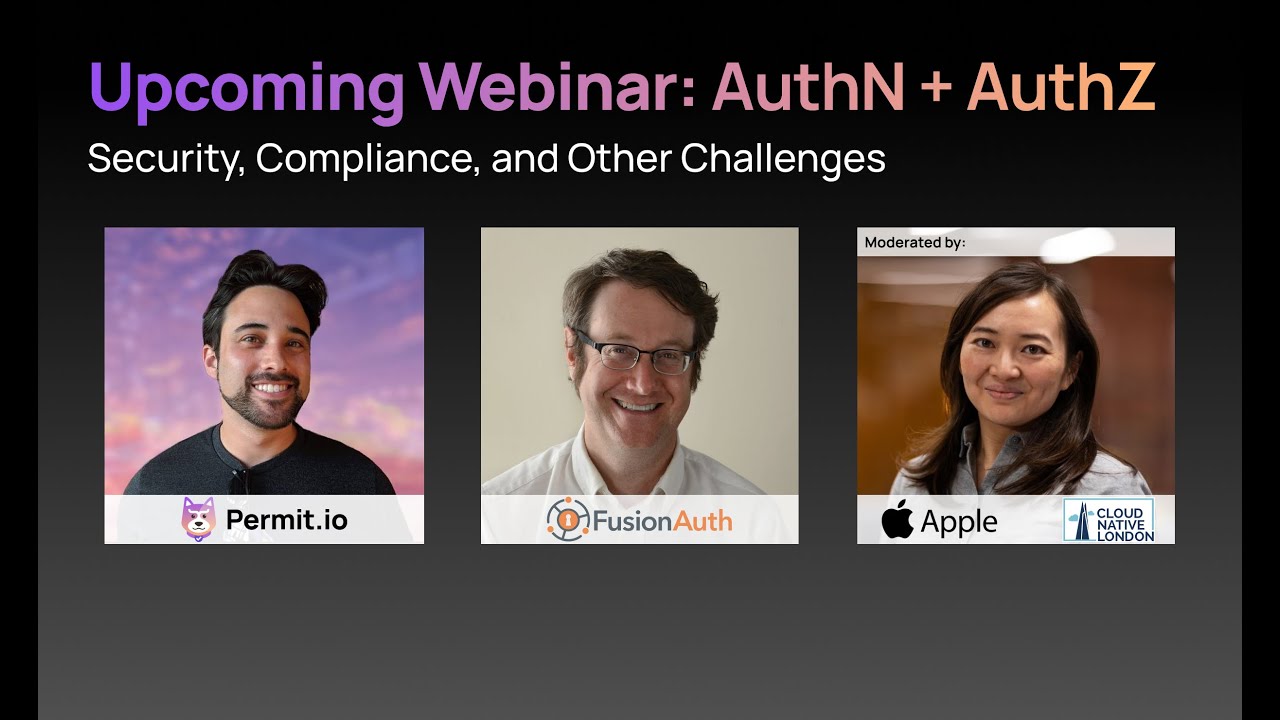 Upcoming Webinar: AuthN + AuthZ
Security, Compliance, and Other Challenges
Moderated by:
Permit.io
FusionAuth
Apple
CLOUD
NATIVE
LONDON